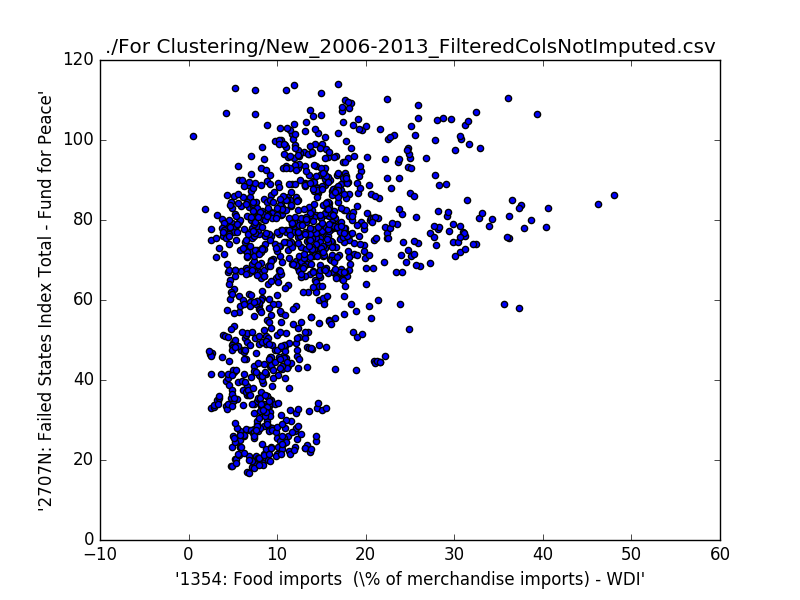 ./For Clustering/New_2006-2013_FilteredColsNotImputed.csv
120
100
80
60
40
20
0
'2707N: Failed States Index Total - Fund for Peace'
−10 0 10 20 30 40 50 60
'1354: Food imports  (\% of merchandise imports) - WDI'